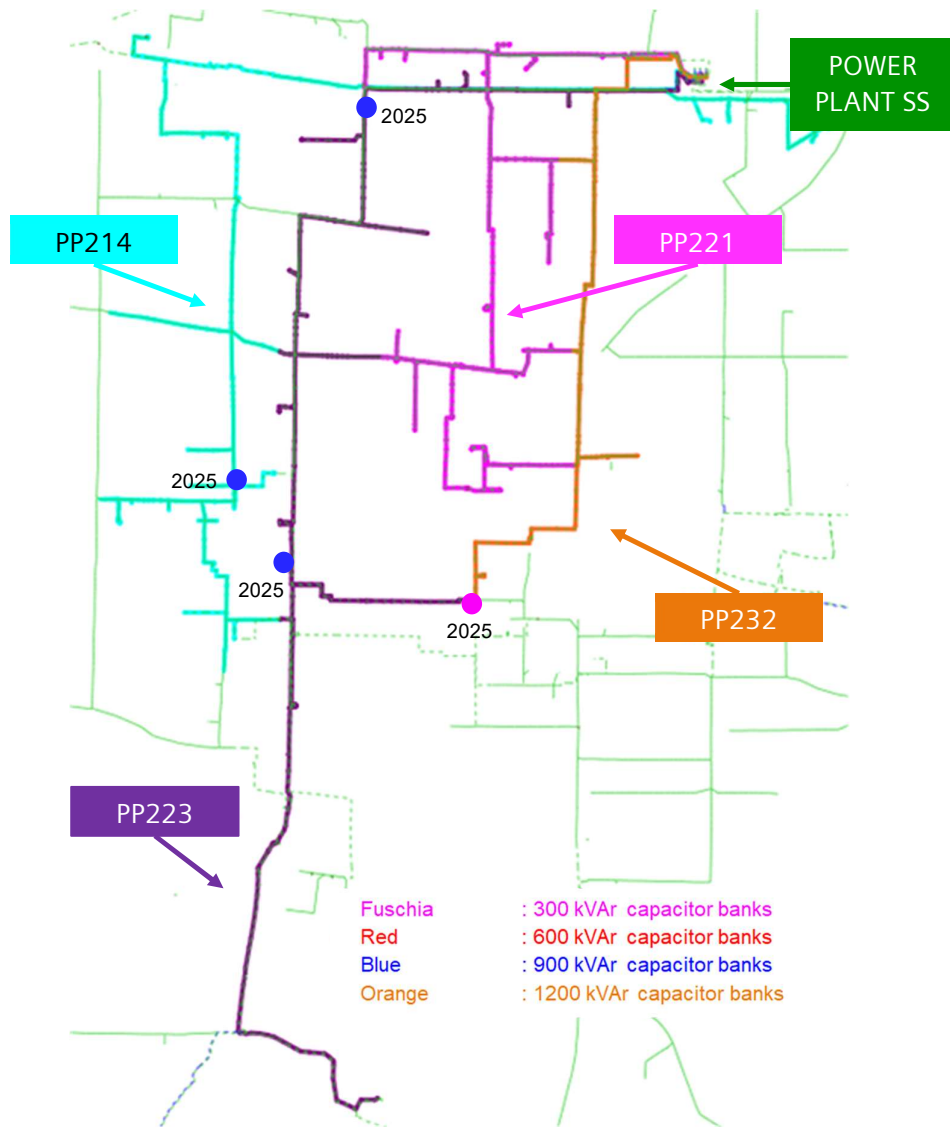 POWER
PLANT SS
2025
PP214
PP221
2025
2025
2025
PP232
PP223
Fuschia : 300 kVAr capacitor banks
Red : 600 kVAr capacitor banks
Blue : 900 kVAr capacitor banks
Orange : 1200 kVAr capacitor banks